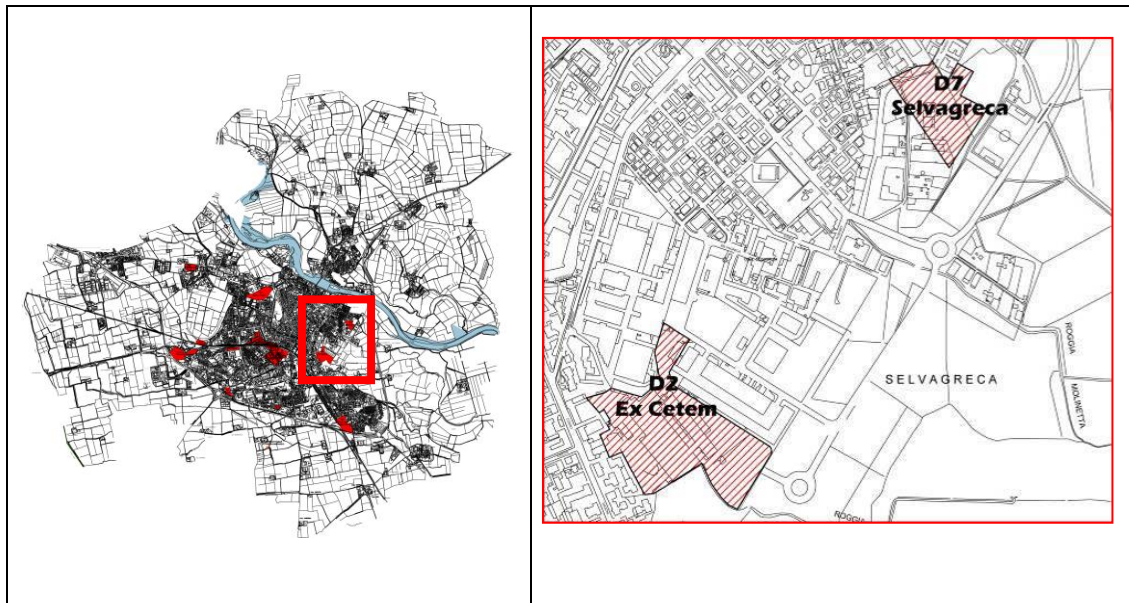 D7
Selvagreca
D2
Ex Cetem
SELVAGRECA
ROGGIA
MOLINETTA
ROGGIA